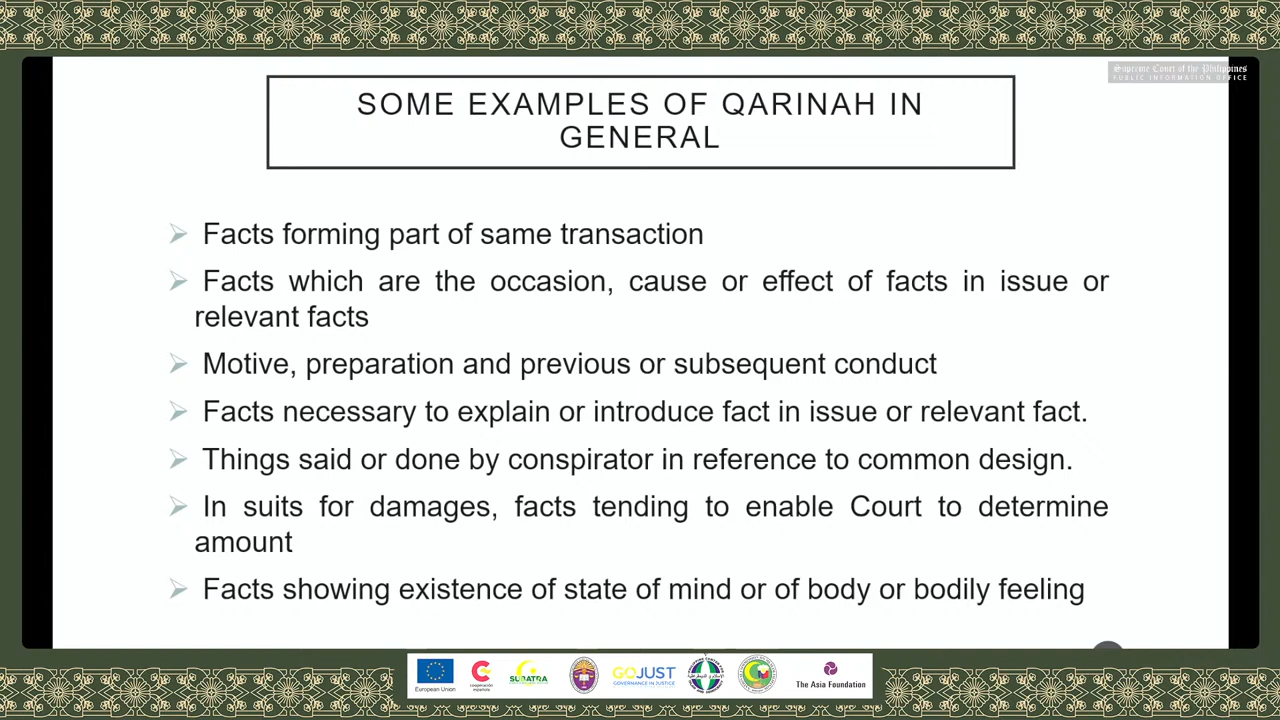 Supreme Court of the Philippines
PUBLIC INFORMATION OFFICE
SOME EXAMPLES OF QARINAH IN
GENERAL
Facts forming part of same transaction
Facts which are the occasion, cause or effect of facts in issue or
relevant facts
Motive, preparation and previous or subsequent conduct
Facts necessary to explain or introduce fact in issue or relevant fact.
Things said or done by conspirator in reference to common design.
In suits for damages, facts tending to enable Court to determine
amount
Facts showing existence of state of mind or of body or bodily feeling
European Union
cooperación
española
SUBATRA
GOJUST
GOVERNANCE IN JUSTICE
The Asia Foundation